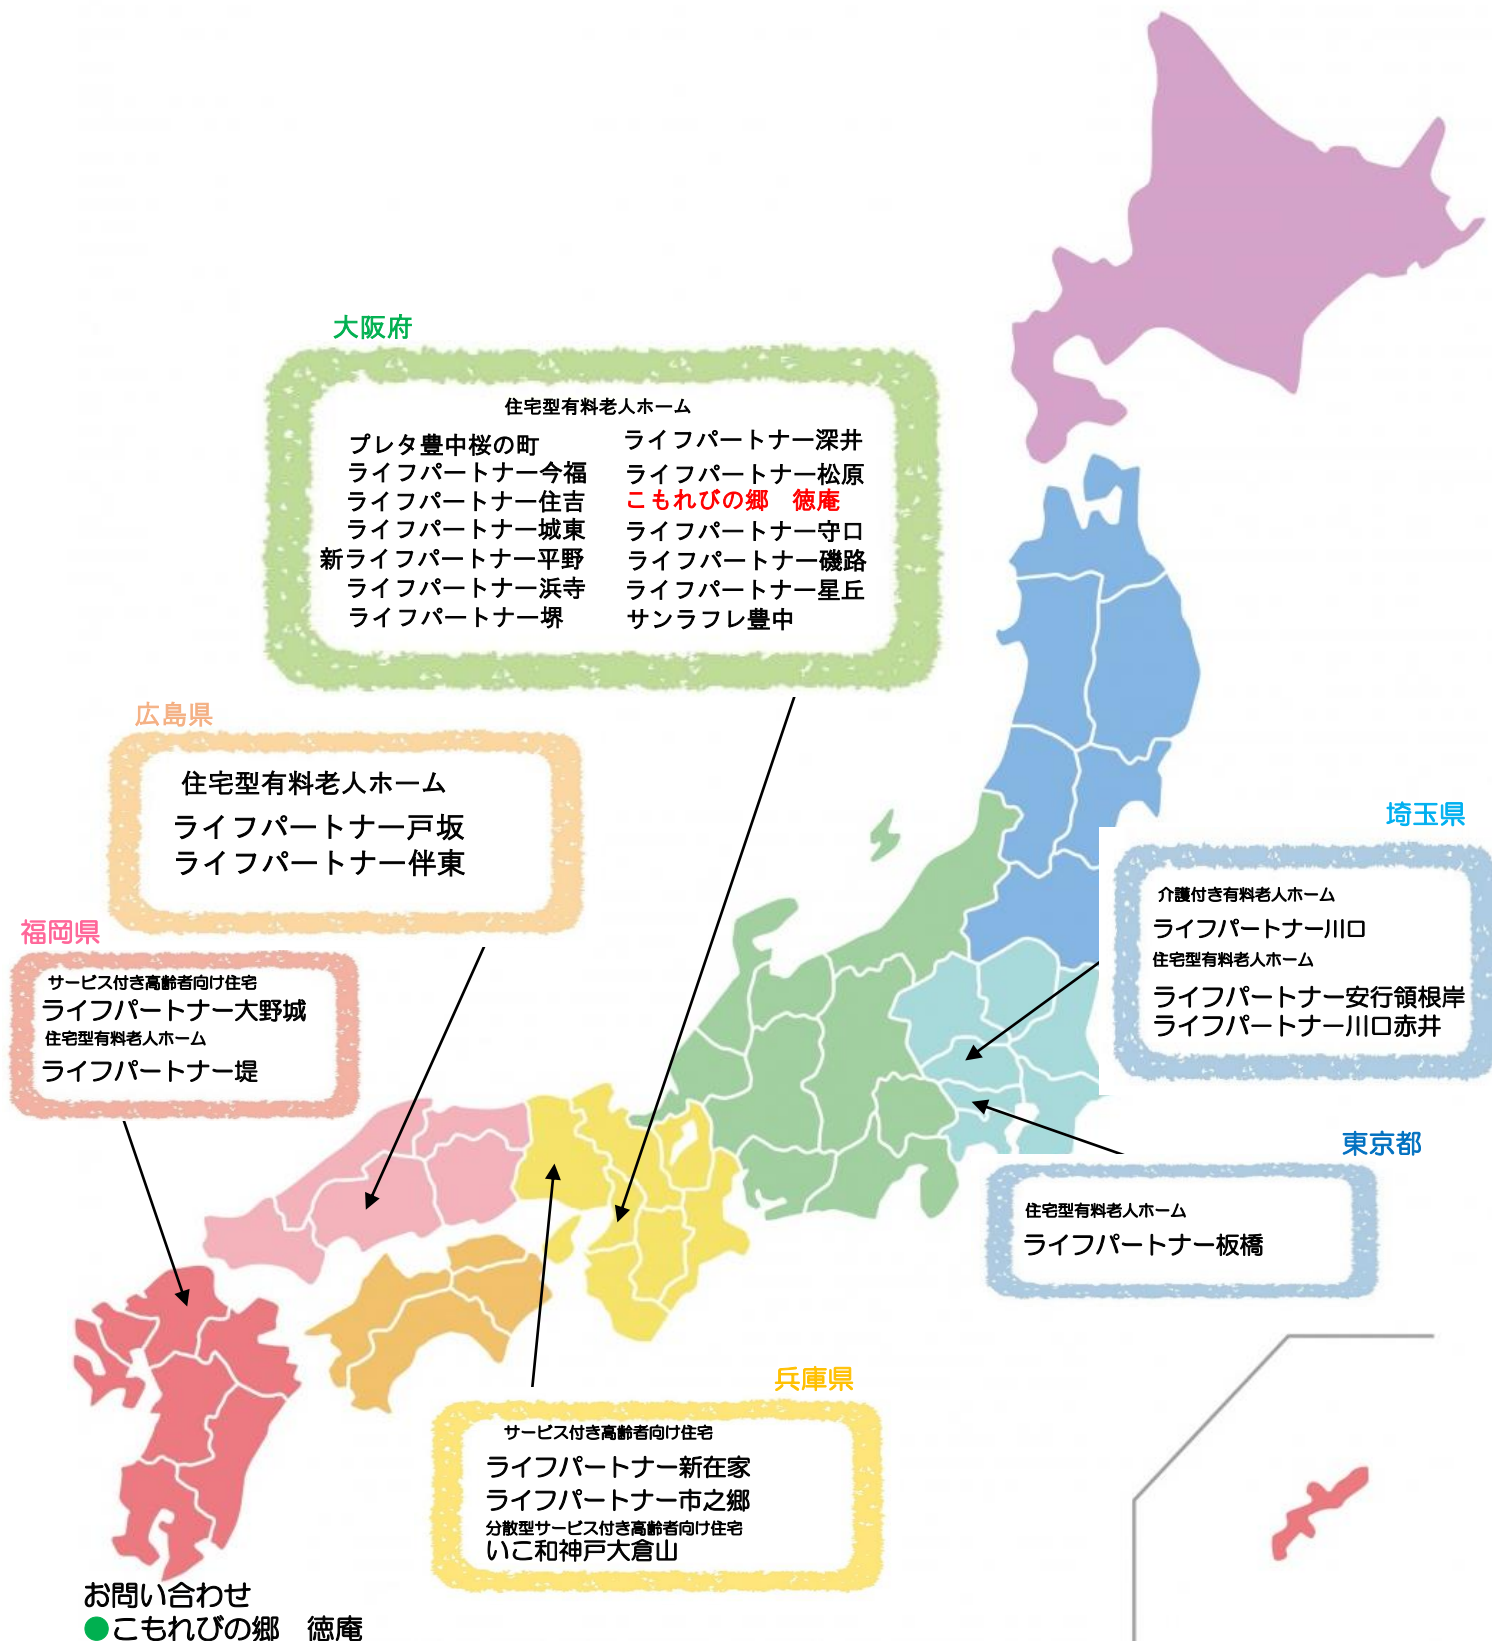 大阪府
住宅型有料老人ホーム
プレタ豊中桜の町
ライフパートナー今福
ライフパートナー住吉
ライフパートナー城東
新ライフパートナー平野
ライフパートナー浜寺
ライフパートナー堺
ライフパートナー深井
ライフパートナー松原
こもれびの郷　徳庵
ライフパートナー守口
ライフパートナー磯路
ライフパートナー星丘
サンラフレ豊中
広島県
住宅型有料老人ホーム
ライフパートナー戸坂
ライフパートナー伴東
福岡県
サービス付き高齢者向け住宅
ライフパートナー大野城
住宅型有料老人ホーム
ライフパートナー堤
埼玉県
介護付き有料老人ホーム
ライフパートナー川口
住宅型有料老人ホーム
ライフパートナー安行領根岸
ライフパートナー川口赤井
東京都
住宅型有料老人ホーム
ライフパートナー板橋
兵庫県
サービス付き高齢者向け住宅
ライフパートナー新在家
ライフパートナー市之郷
分散型サービス付き高齢者向け住宅
いこ和神戸大倉山
お問い合わせ
●こもれびの郷　徳庵